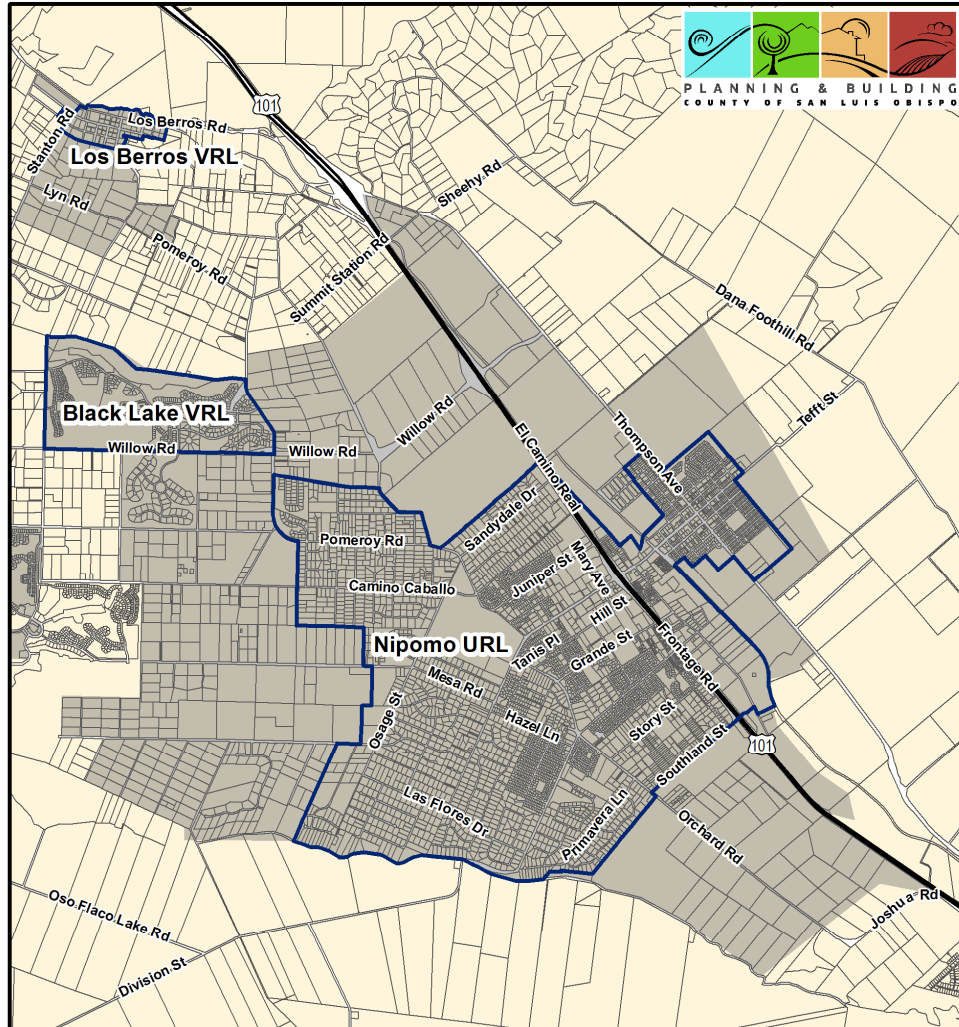 PLANNING & BUILDING
COUNTY OF SAN LUIS OBISPO
101
Los Berros Rd
Stanton Rd
Los Berros VRL
Sheehy Rd
Lyn Rd
Pomeroy Rd
Summit Station Rd
Dana Foothill Rd
Black Lake VRL
Tefft St
Willow Rd
Thompson Ave
El Camino Real
Willow Rd
Willow Rd
Sandydale Dr
Pomeroy Rd
Juniper St
Mary Ave
Camino Caballo
Hill St
Nipomo URL
Tanis Pl
Grande St
Frontage Rd
Mesa Rd
Osage St
Hazel Ln
Story St
Southland St
101
Las Flores Dr
Primavera Ln
Orchard Rd
Oso Flaco Lake Rd
Joshua Rd
Division St